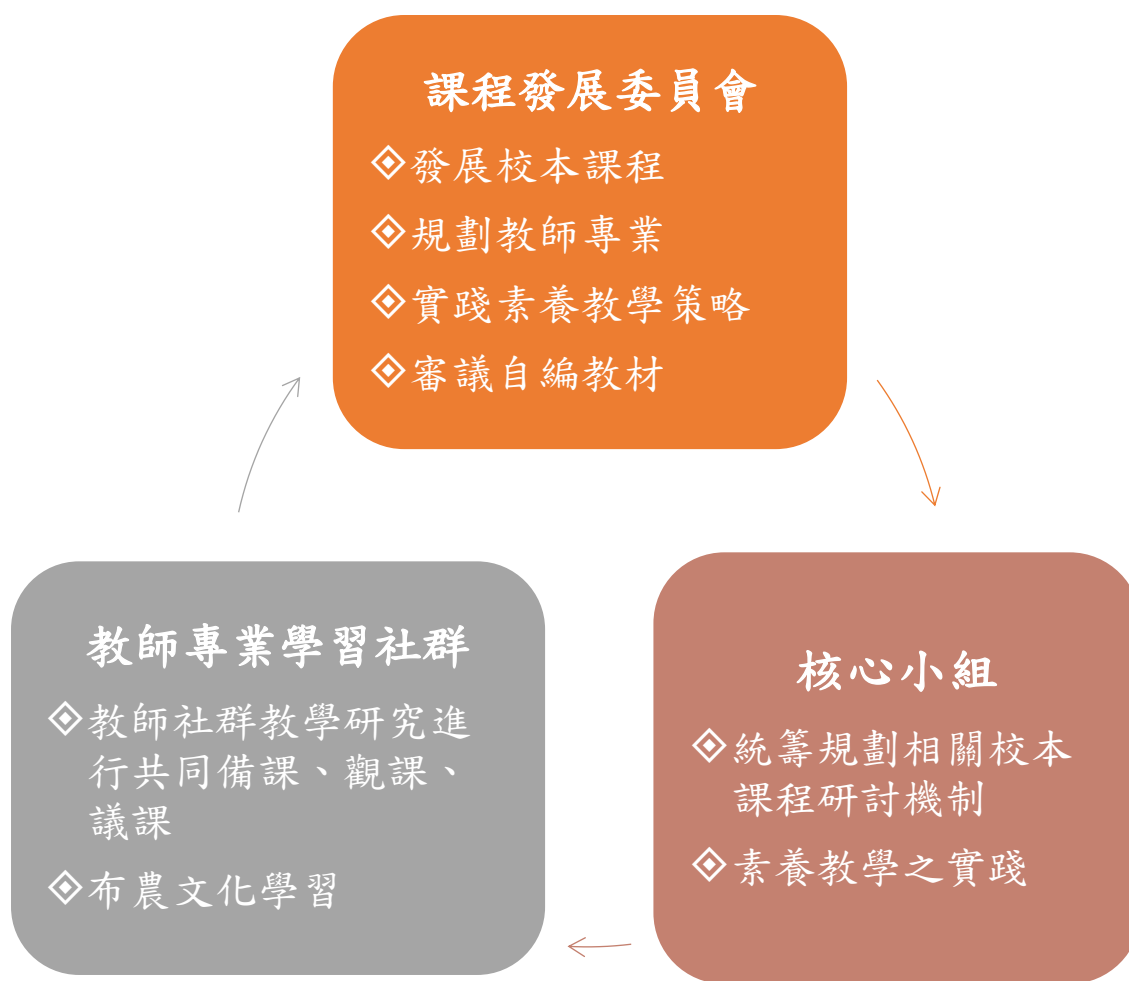 課程發展委員會
發展校本課程
規劃教師專業
實踐素養教學策略
審議自編教材
教師專業學習社群
教師社群教學研究進
行共同備課、觀課、
議課
布農文化學習
核心小組
統籌規劃相關校本
課程研討機制
素養教學之實踐